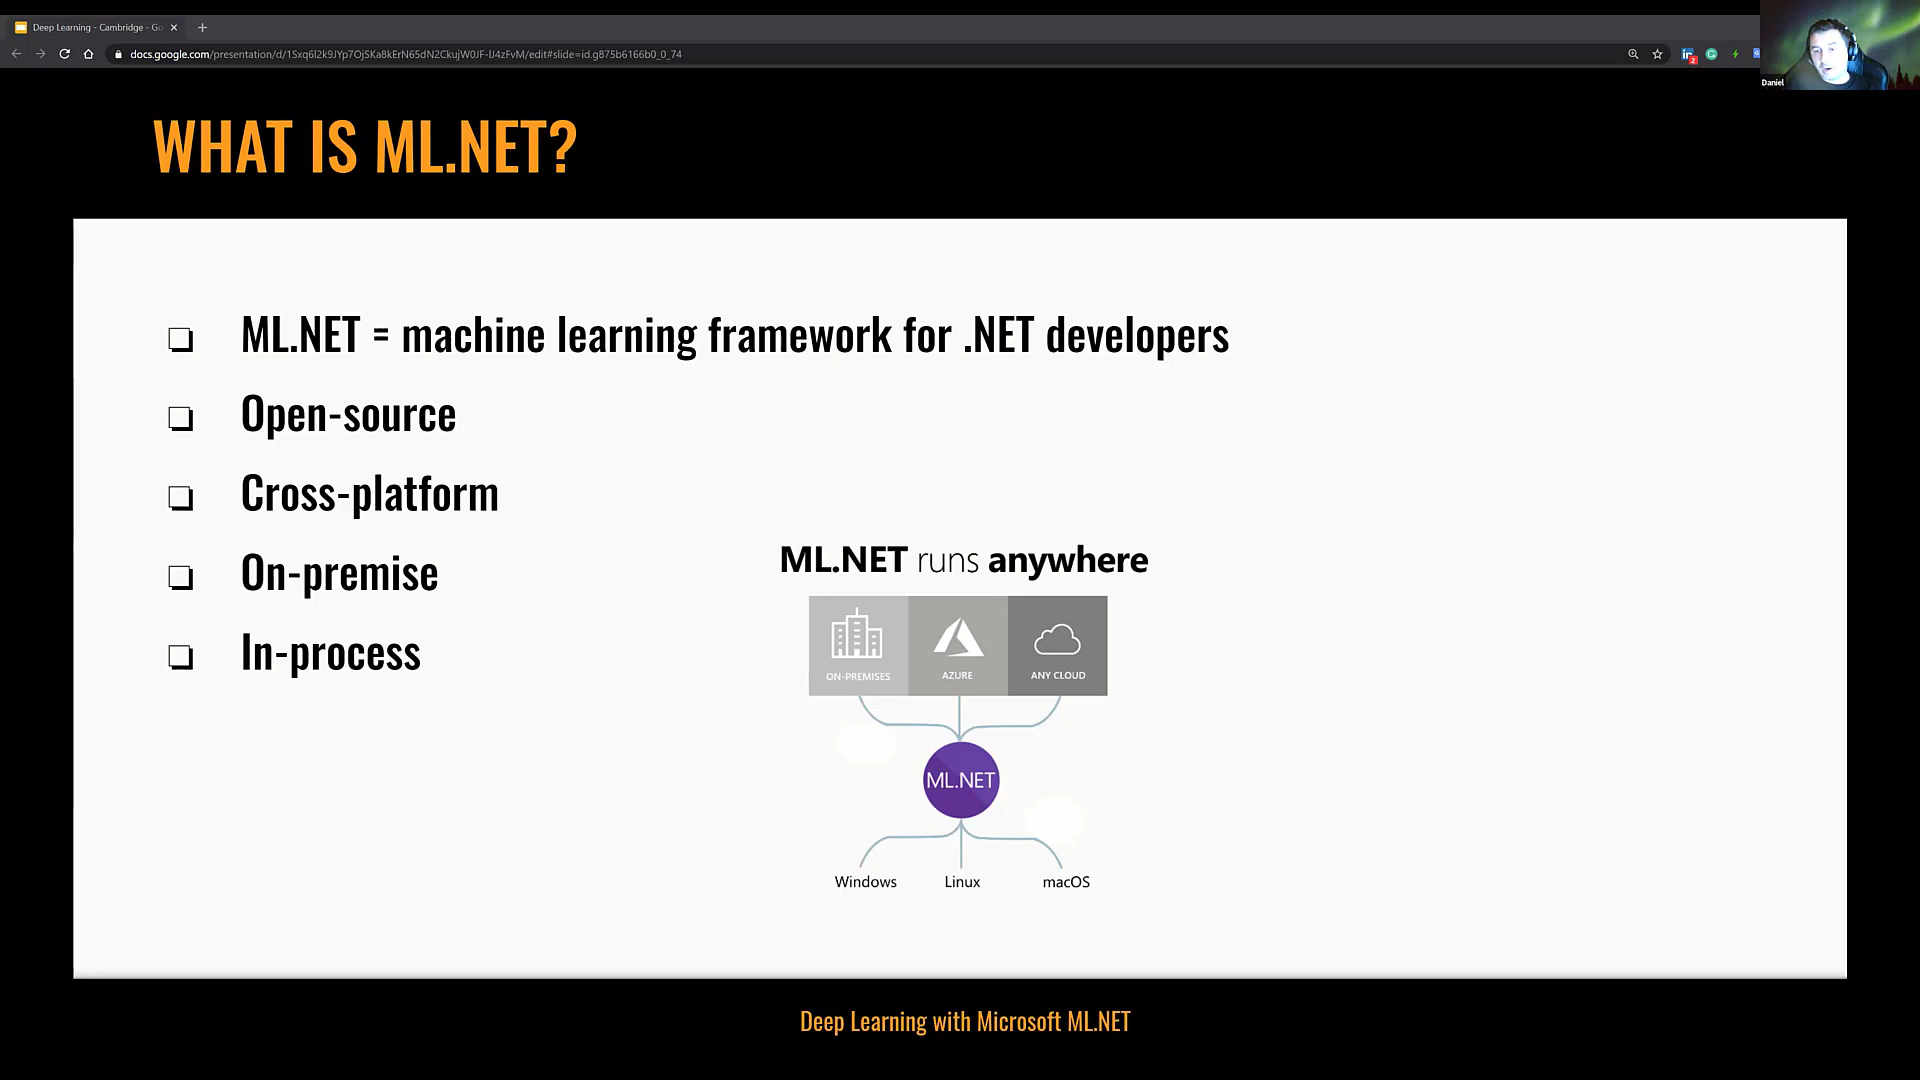 Deep Learning - Cambridge - Go
docs.google.com/presentation/d/1Sxq6l2k9JYp7OjSKa8kErN65dN2CkujW0JF-lJ4zFvM/edit#slide=id.g875b6166b0_0_74
2
Daniel
WHAT IS ML.NET?
ML.NET = machine learning framework for .NET developers
Open-source
Cross-platform
On-premise
In-process
ML.NET runs anywhere
ON-PREMISES AZURE ANY CLOUD
ML.NET
Windows Linux macOS
Deep Learning with Microsoft ML.NET